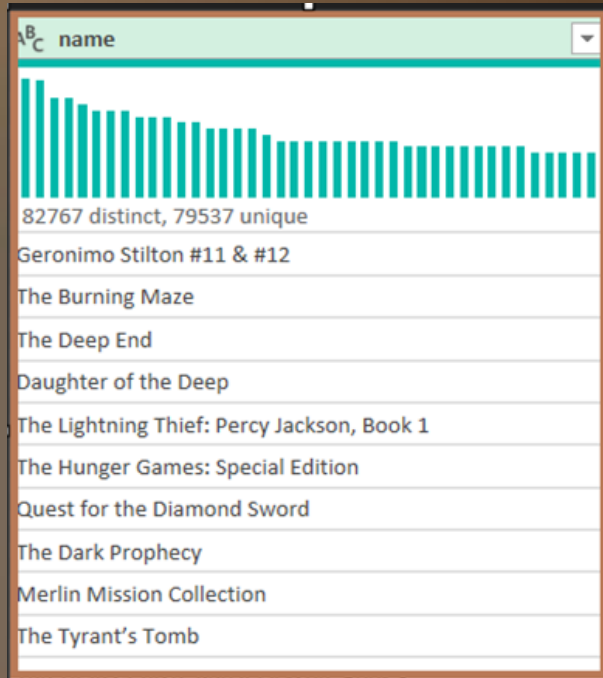 ABC name
82767 distinct, 79537 unique
Geronimo Stilton #11 & #12
The Burning Maze
The Deep End
Daughter of the Deep
The Lightning Thief: Percy Jackson, Book 1
The Hunger Games: Special Edition
Quest for the Diamond Sword
The Dark Prophecy
Merlin Mission Collection
The Tyrant’s Tomb